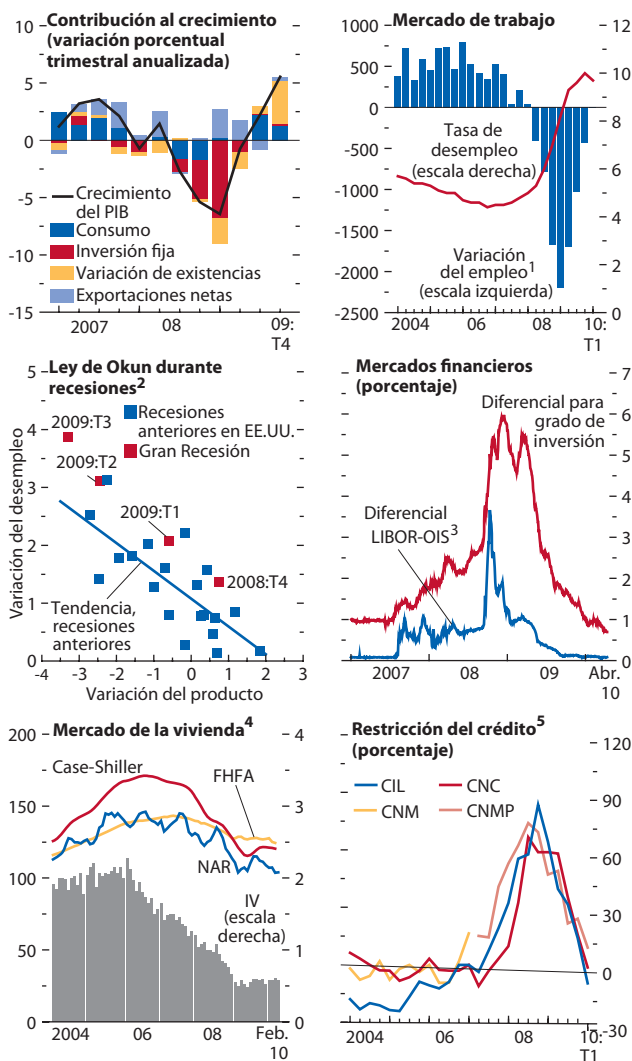 Contribución al crecimiento
(variación porcentual
trimestral anualizada)
10
5
0
-5
-10
-15
Crecimiento
del PIB
Consumo
Inversión fija
Variación de existencias
Exportaciones netas
2007
08
09:
T4
Mercado de trabajo
1000
500
0
-500
-1000
-1500
-2000
-2500
12
10
8
6
4
2
0
Tasa de
desempleo
(escala derecha)
Variación
del empleo1
(escala izquierda)
2004
06
08
10:
T1
Ley de Okun durante
recesiones2
Variación del desempleo
5
4
3
2
1
0
2009:T3
2009:T2
2009:T1
2008:T4
Recesiones
anteriores en EE.UU.
Gran Recesión
Tendencia,
recesiones
anteriores
-4
-3
-2
-1
0
1
2
3
Variación del producto
Mercados financieros
(porcentaje)
7
6
5
4
3
2
1
0
Diferencial para
grado de
inversión
Diferencial
LIBOR-OIS3
2007
08
09
Abr.
10
Mercado de la vivienda4
200
150
100
50
0
4
3
2
1
0
Case-Shiller
FHFA
NAR
IV
(escala
derecha)
2004
06
08
Feb.
10
Restricción del crédito5
(porcentaje)
120
90
60
30
0
-30
CIL
CNC
CNM
CNMP
2004
06
08
10:
T1